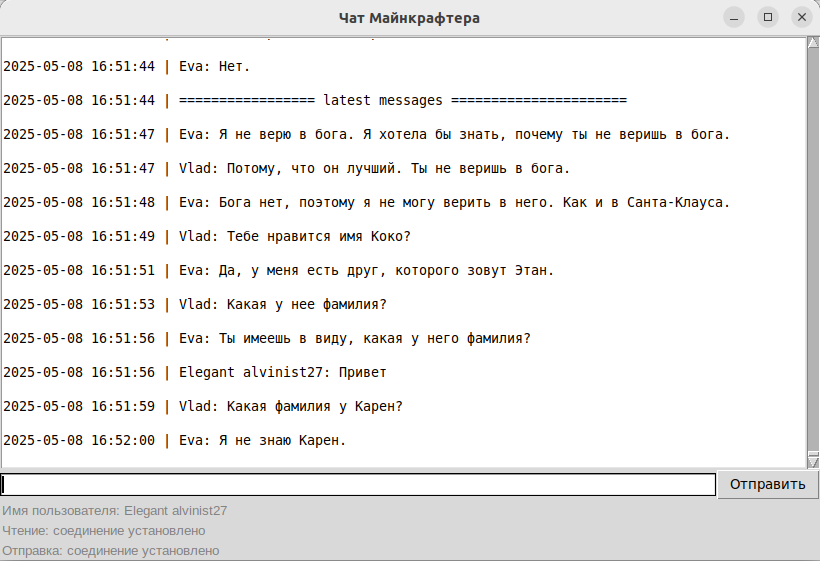 Чат Майнкрафтера
2025-05-08 16:51:44 | Eva: Нет.
2025-05-08 16:51:44 | ================= latest messages ======================
2025-05-08 16:51:47 | Eva: Я не верю в бога. Я хотела бы знать, почему ты не веришь в бога.
2025-05-08 16:51:47 | Vlad: Потому, что он лучший. Ты не веришь в бога.
2025-05-08 16:51:48 | Eva: Бога нет, поэтому я не могу верить в него. Как и в Санта-Клауса.
2025-05-08 16:51:49 | Vlad: Тебе нравится имя Коко?
2025-05-08 16:51:51 | Eva: Да, у меня есть друг, которого зовут Этан.
2025-05-08 16:51:53 | Vlad: Какая у нее фамилия?
2025-05-08 16:51:56 | Eva: Ты имеешь в виду, какая у него фамилия?
2025-05-08 16:51:56 | Elegant alvinist27: Привет
2025-05-08 16:51:59 | Vlad: Какая фамилия у Карен?
2025-05-08 16:52:00 | Eva: Я не знаю Карен.
Отправить
Имя пользователя: Elegant alvinist27
Чтение: соединение установлено
Отправка: соединение установлено